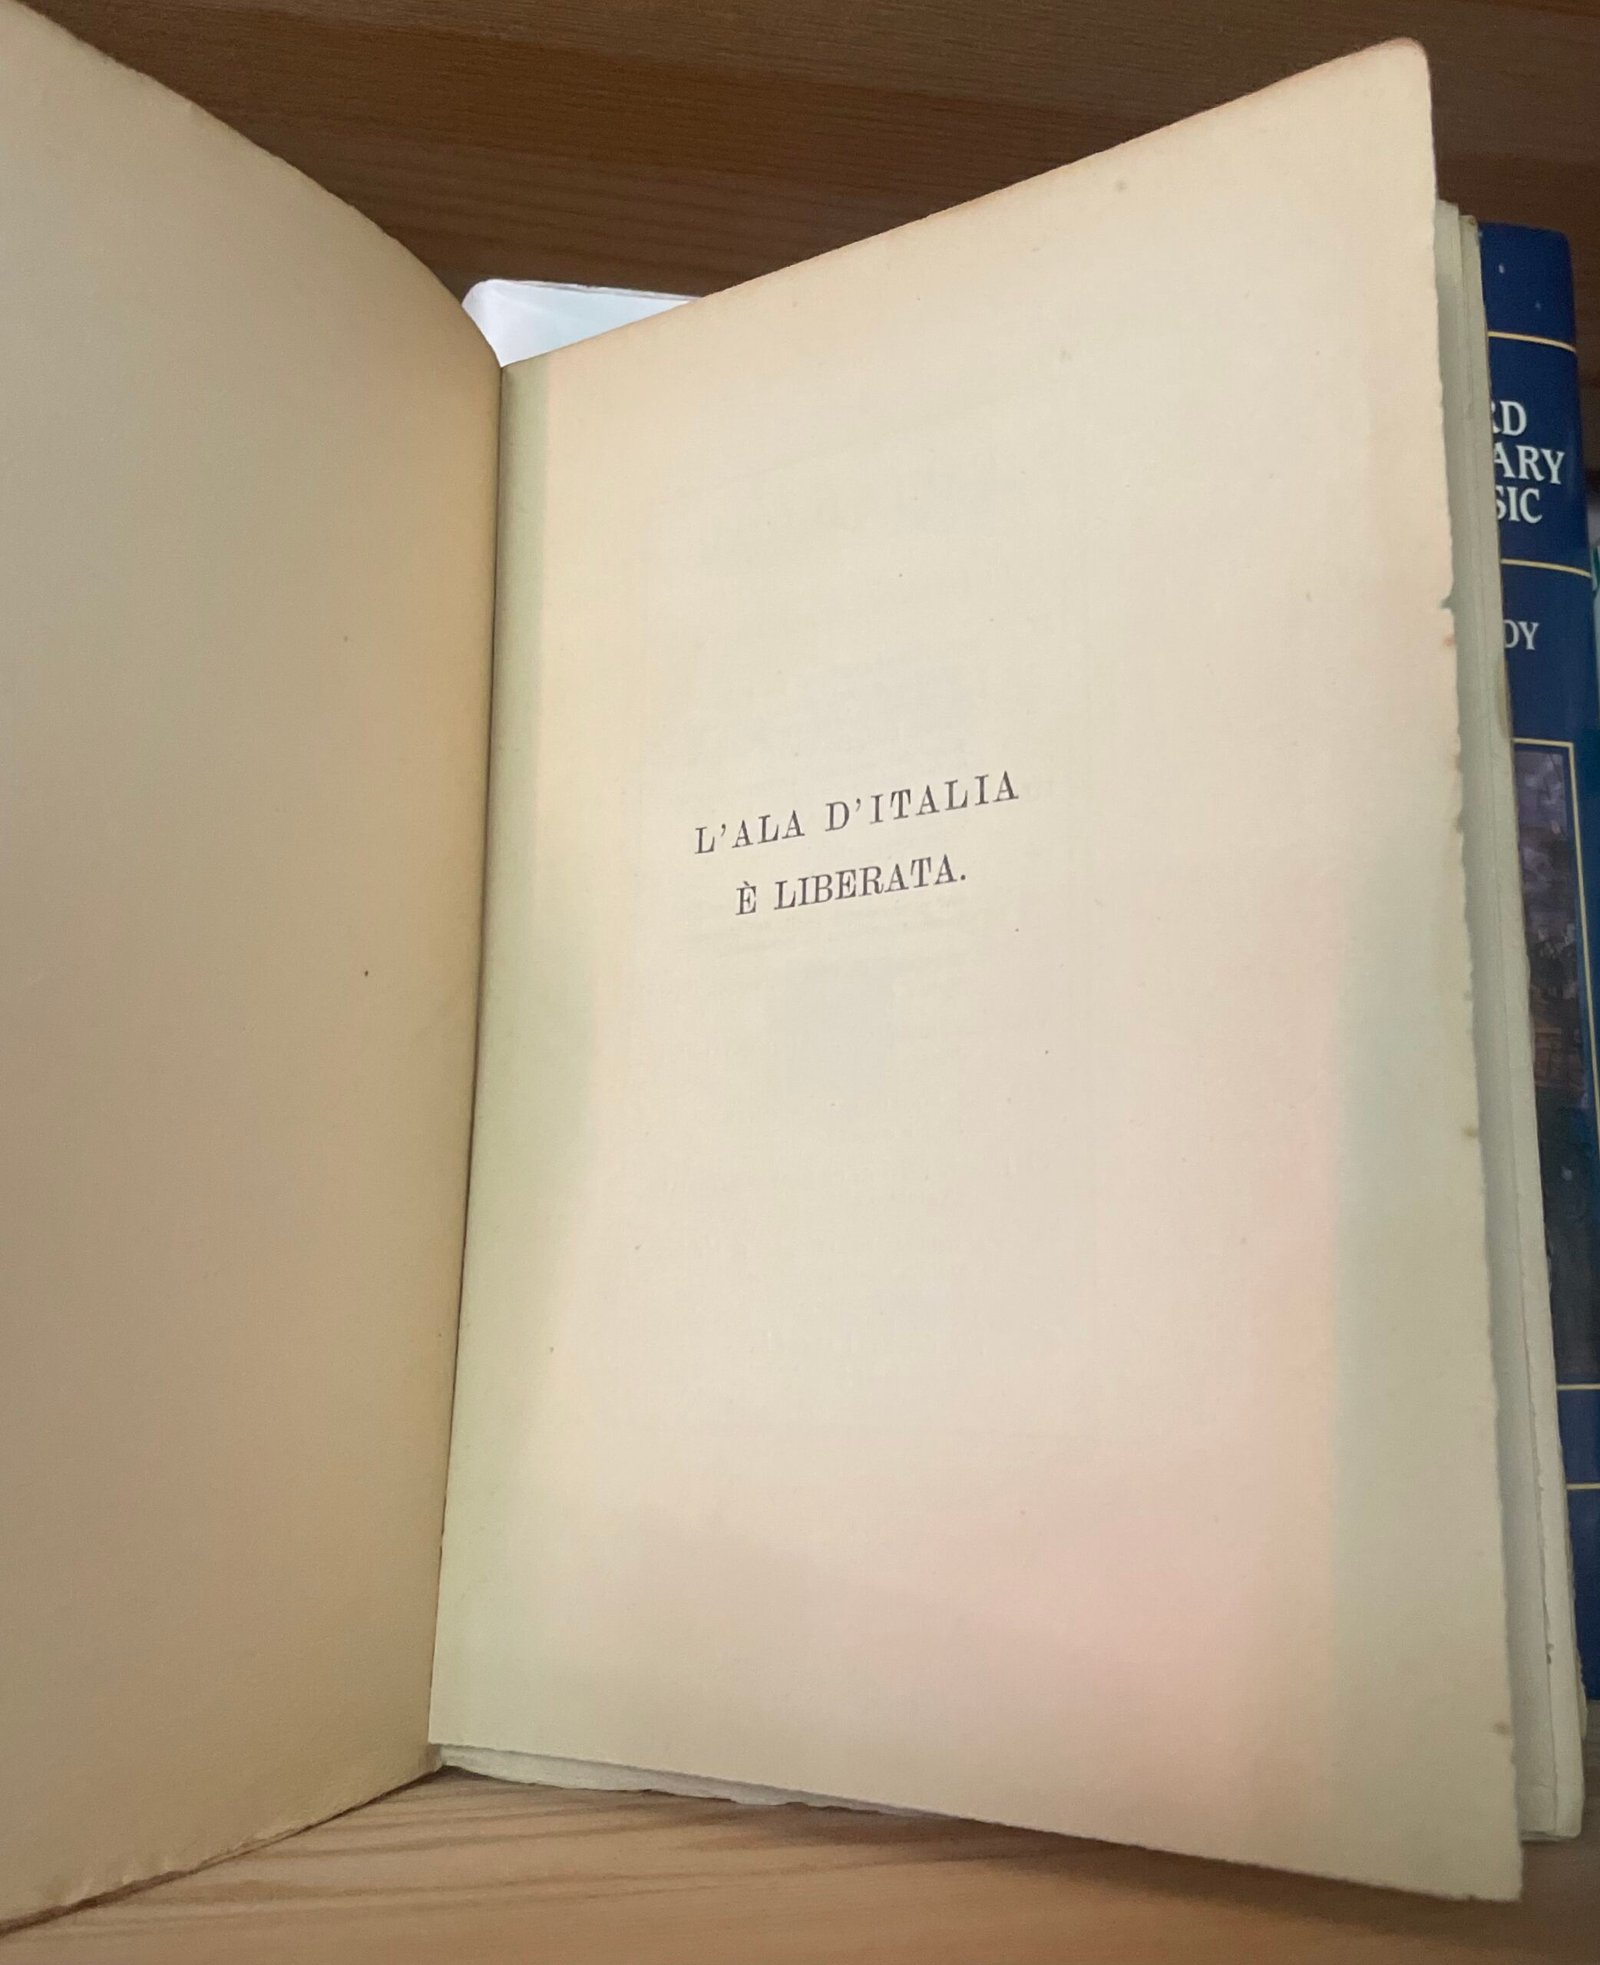 L'ALA D'ITALIA
È LIBERATA.